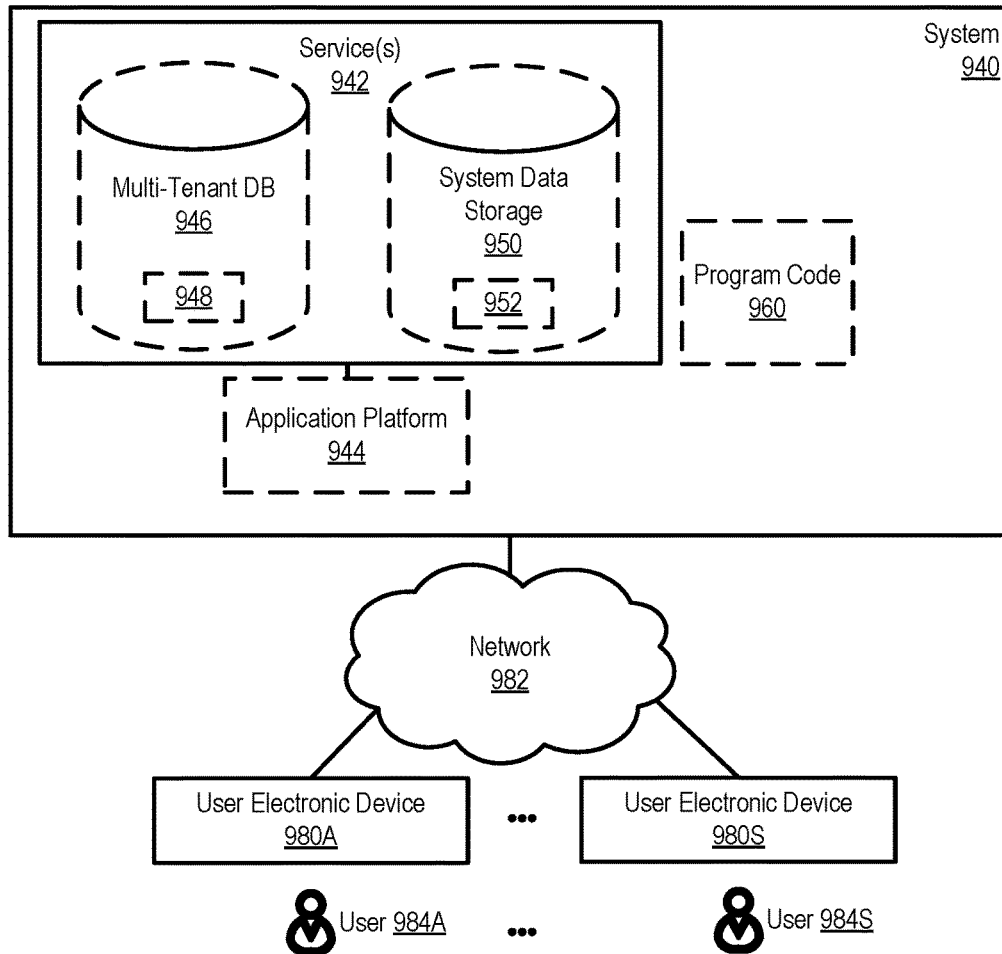 System
940
Service(s)
942
Multi-Tenant DB
946
948
System Data
Storage
950
952
Program Code
960
Application Platform
944
Network
982
User Electronic Device
980A
...
User Electronic Device
980S
User 984A
...
User 984S